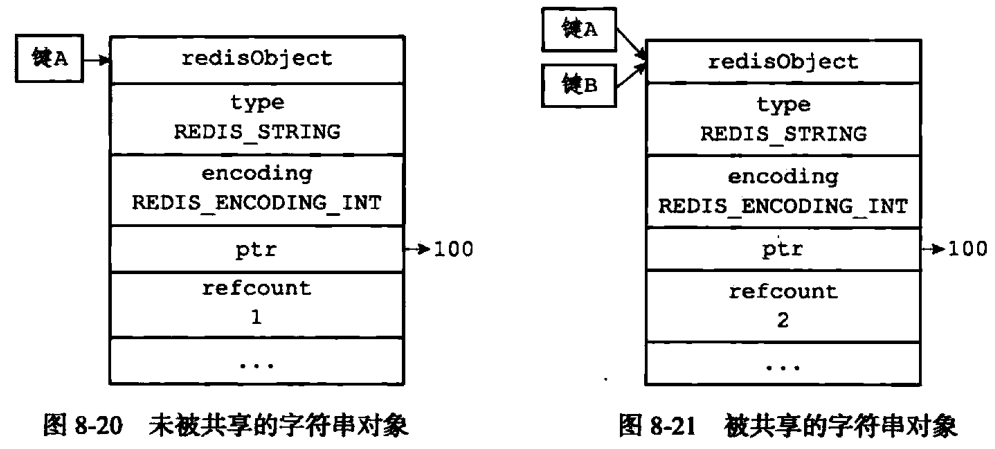 键A
redisObject
type
REDIS_STRING
encoding
REDIS_ENCODING_INT
ptr
100
refcount
1
...
图 8-20 未被共享的字符串对象
键A
键B
redisObject
type
REDIS_STRING
encoding
REDIS_ENCODING_INT
ptr
100
refcount
2
...
图 8-21 被共享的字符串对象